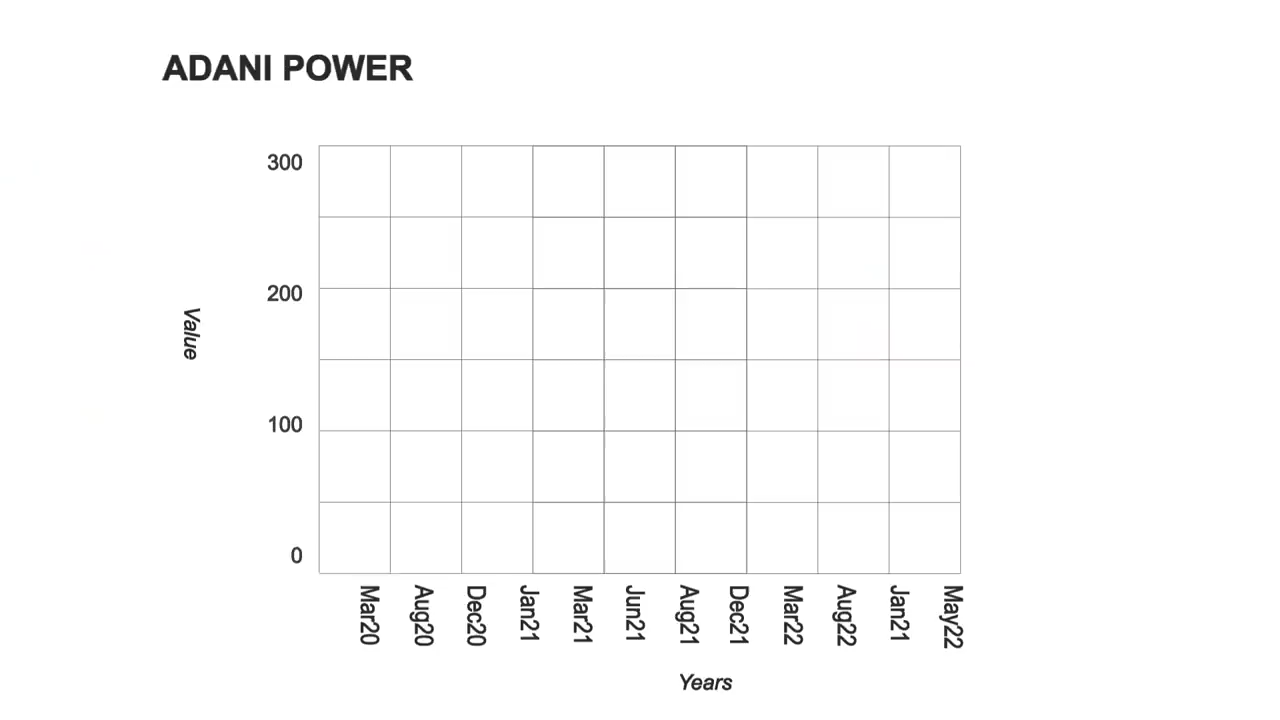 ADANI POWER
300
200
100
0
Value
Mar20 Aug20 Dec20 Jan21 Mar21 Jun21 Aug21 Dec21 Mar22 Aug22 Jan21 May22
Years